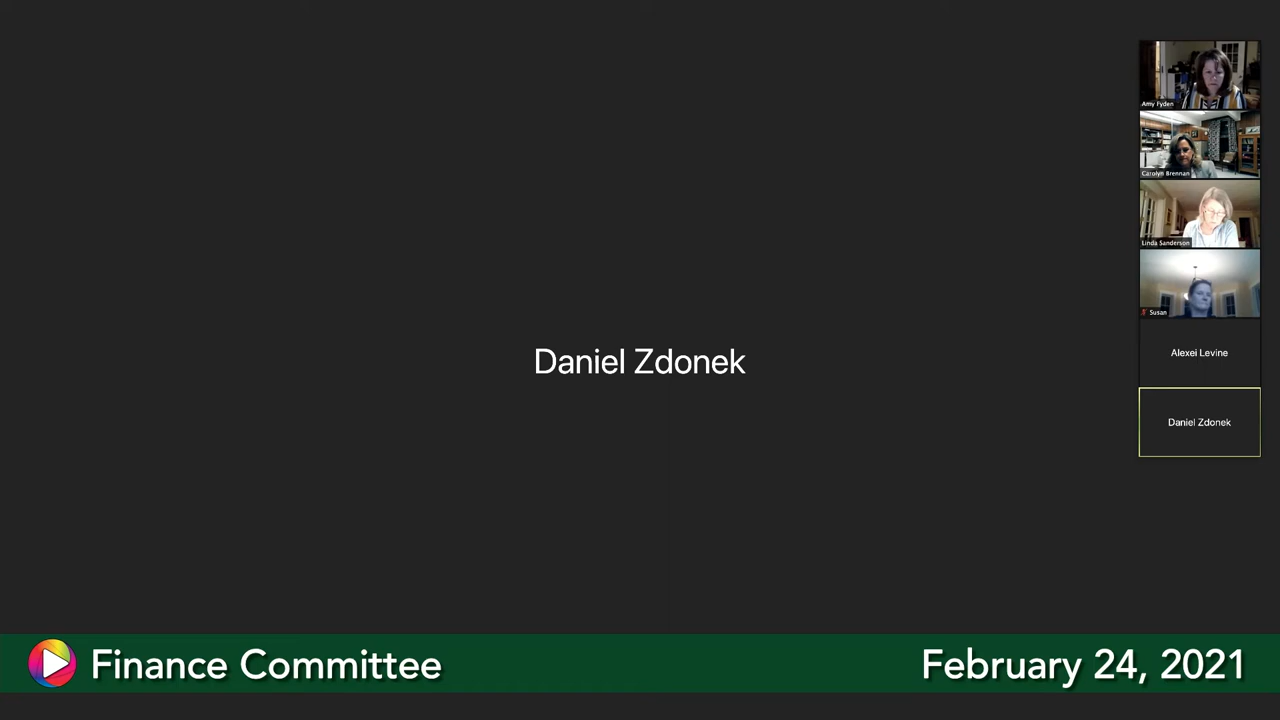 Amy Fyden
Carolyn Brennan
Linda Sanderson
Susan
Alexei Levine
Daniel Zdonek
Daniel Zdonek
Finance Committee
February 24, 2021